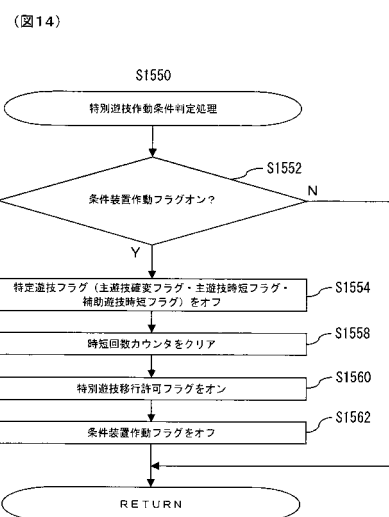 （図14）
S1550
特別遊技作動条件判定処理
S1552
条件装置作動フラグオン？
N
Y
特定遊技フラグ（主遊技確変フラグ・主遊技時短フラグ・
補助遊技時短フラグ）をオフ
S1554
時短回数カウンタをクリア
S1558
特別遊技移行許可フラグをオン
S1560
条件装置作動フラグをオフ
S1562
RETURN